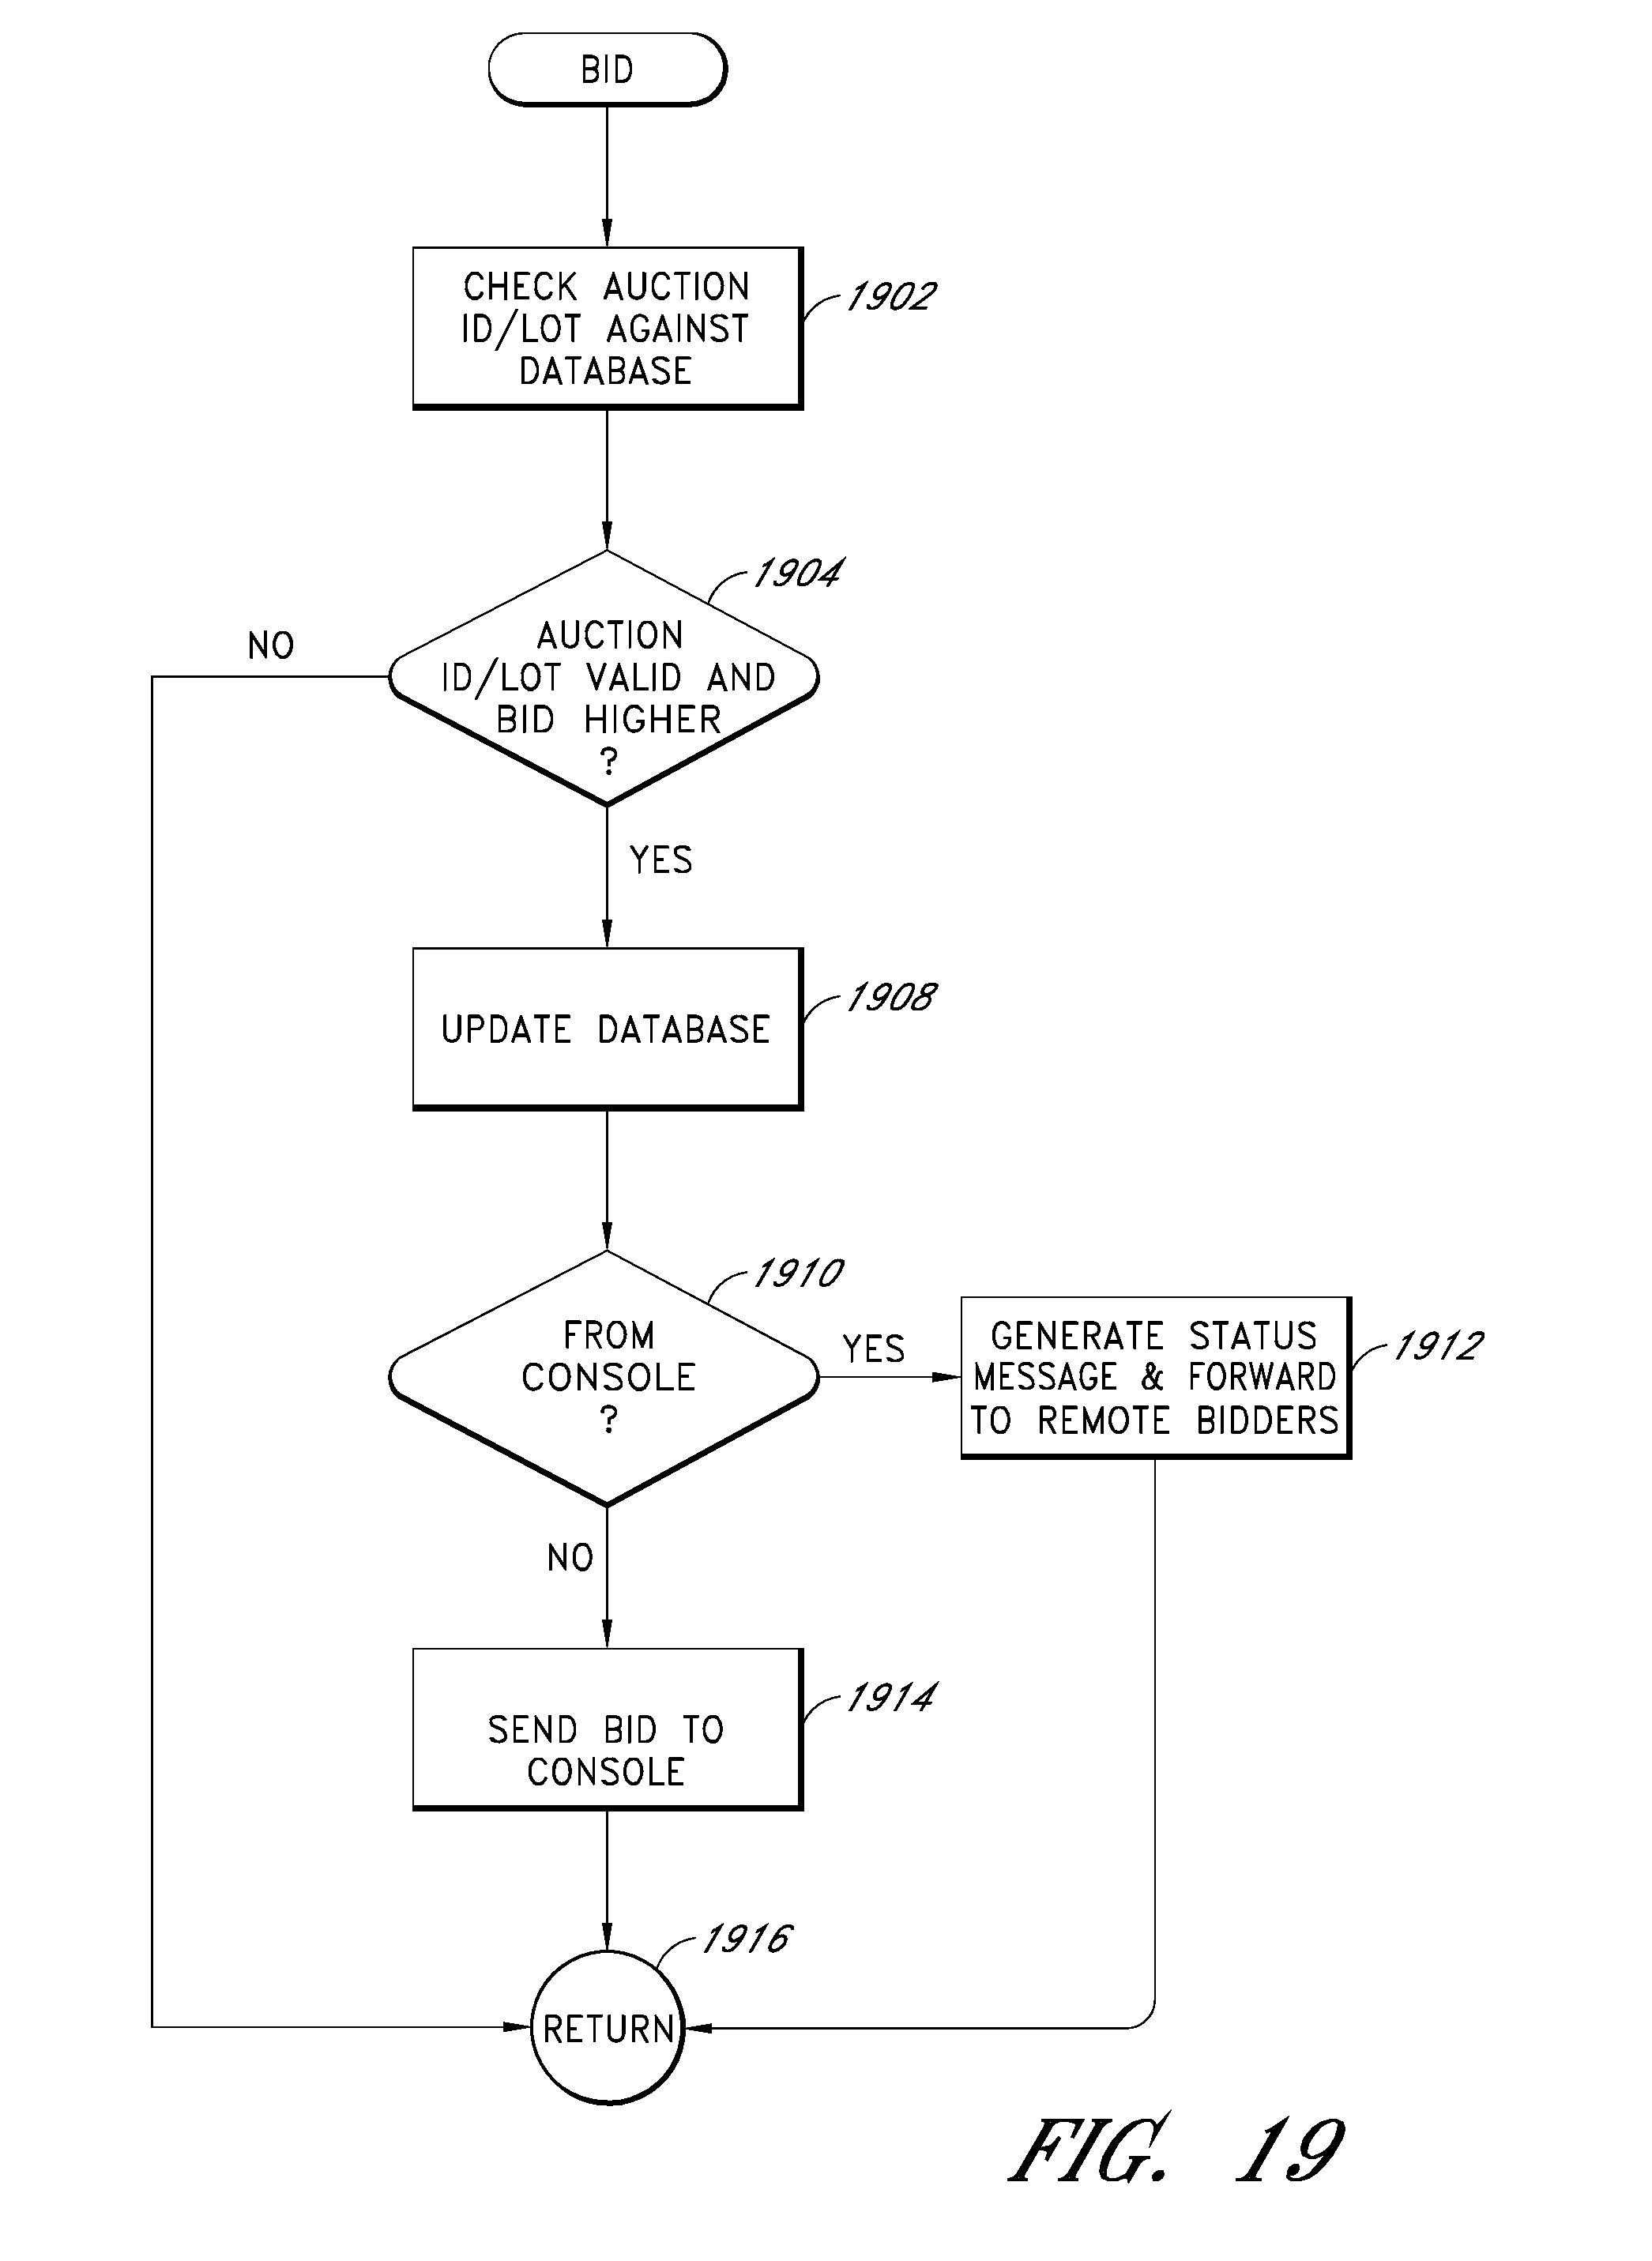 BID
CHECK AUCTION
ID/LOT AGAINST
DATABASE
1902
1904
AUCTION
ID/LOT VALID AND
BID HIGHER
?
NO
YES
UPDATE DATABASE
1908
1910
FROM
CONSOLE
?
YES
GENERATE STATUS
MESSAGE & FORWARD
TO REMOTE BIDDERS
1912
NO
SEND BID TO
CONSOLE
1914
1916
RETURN
FIG. 19